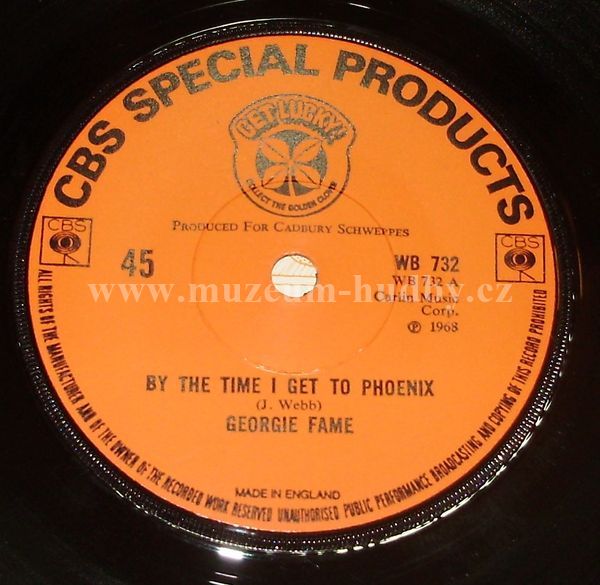 CBS SPECIAL PRODUCTS
GET LUCKY!
COLLECT THE GOLDEN CLOVER
PRODUCED FOR CADBURY SCHWEPPES
CBS
CBS
45
WB 732
WB 732 A
Carlin Music
Corp.
℗ 1968
www.muzeum-hudby.cz
BY THE TIME I GET TO PHOENIX
(J. Webb)
GEORGIE FAME
MADE IN ENGLAND
ALL RIGHTS OF THE MANUFACTURER AND OF THE OWNER OF THE RECORDED WORK RESERVED UNAUTHORISED PUBLIC PERFORMANCE BROADCASTING AND COPYING OF THIS RECORD PROHIBITED